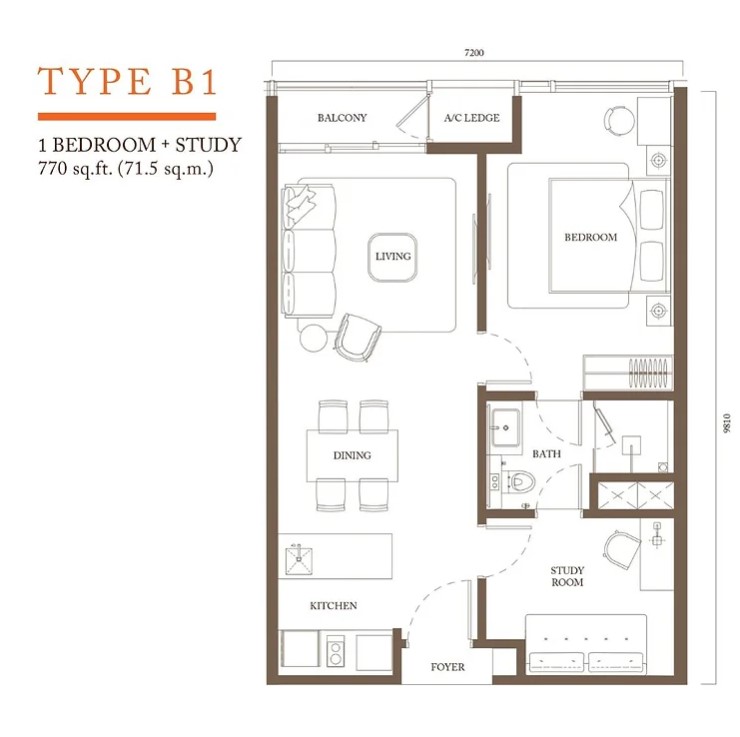 7200
TYPE B1
1 BEDROOM + STUDY
770 sq.ft. (71.5 sq.m.)
BALCONY
A/C LEDGE
BEDROOM
LIVING
9810
DINING
BATH
STUDY
ROOM
KITCHEN
FOYER